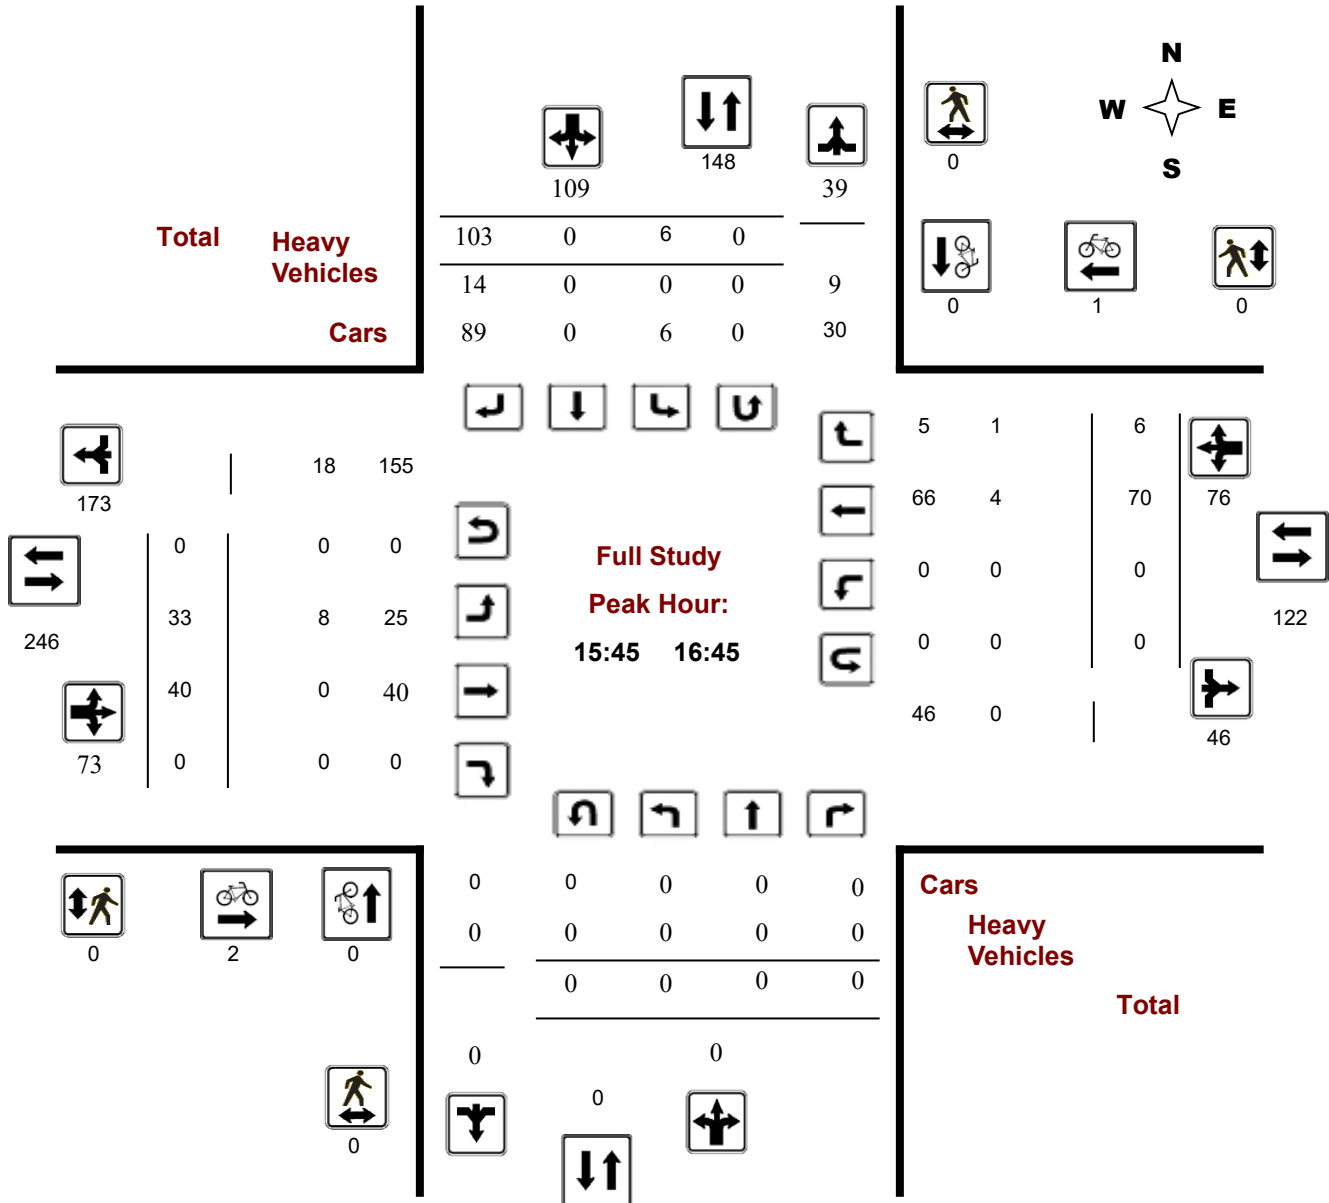 N
W E
S
148
0
109 39
Total Heavy
Vehicles
103 0 6 0
14 0 0 0 9
0 1 0
Cars
89 0 6 0 30
5 1 6
18 155
173
66 4 70 76
0 0 0
Full Study
0 0 0
Peak Hour:
33 8 25
122
246
15:45 16:45
0 0 0
40 0 40
46 0
46
73 0 0 0
0 0 0 0 0
Cars
Heavy
Vehicles
0 0 0 0 0
0 2 0
0 0 0 0
Total
0 0
0
0